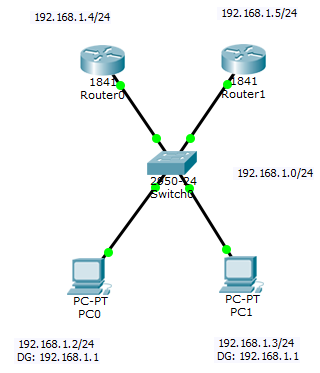 192.168.1.4/24
192.168.1.5/24
1841
Router0
1841
Router1
2950-24
Switch0
192.168.1.0/24
PC-PT
PC0
PC-PT
PC1
192.168.1.2/24
DG: 192.168.1.1
192.168.1.3/24
DG: 192.168.1.1